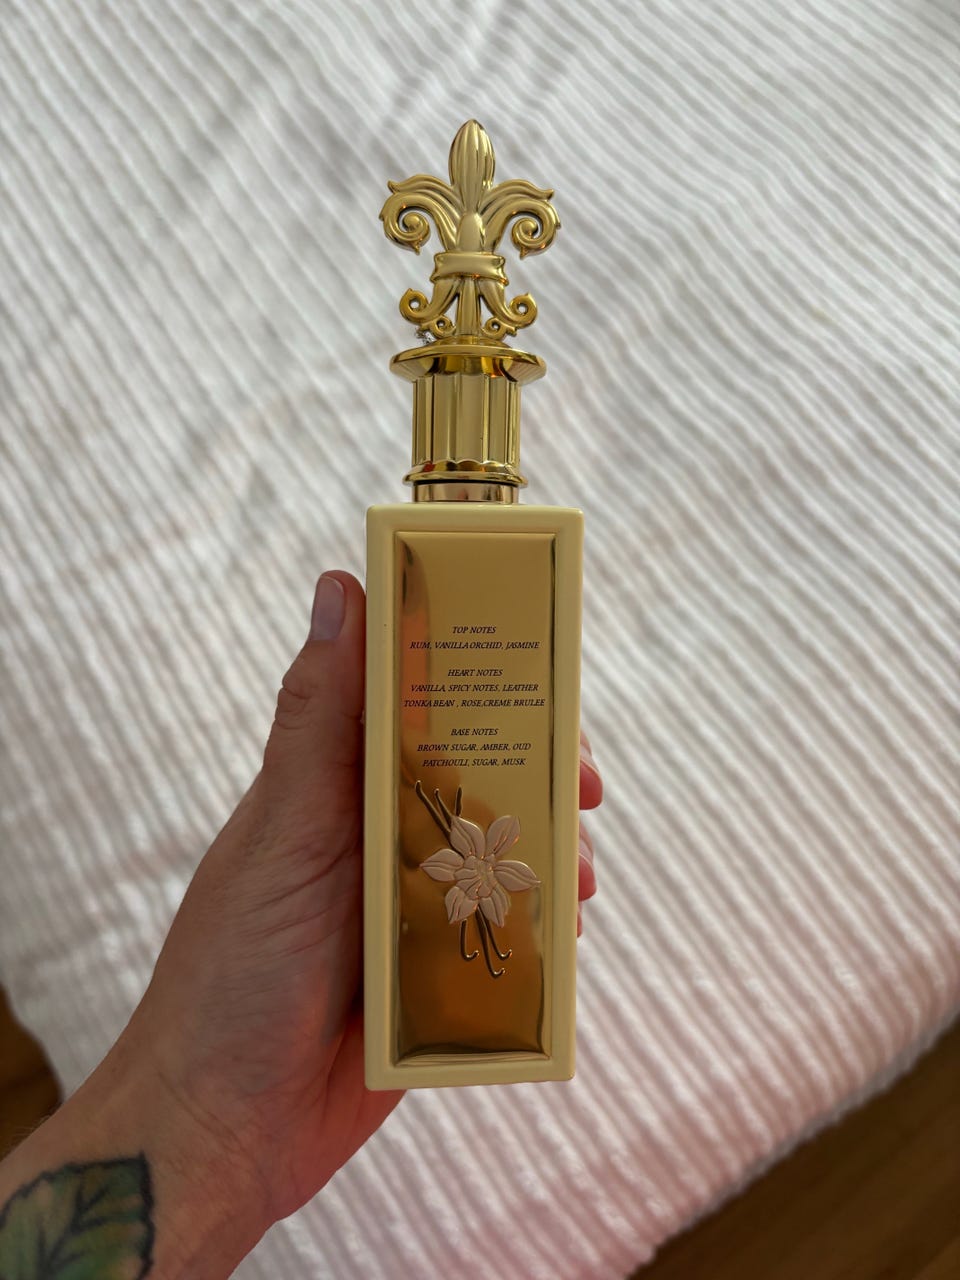 TOP NOTES
RUM, VANILLA ORCHID, JASMINE
HEART NOTES
VANILLA, SPICY NOTES, LEATHER
TONKA BEAN , ROSE,CREME BRULEE
BASE NOTES
BROWN SUGAR, AMBER, OUD
PATCHOULI, SUGAR, MUSK